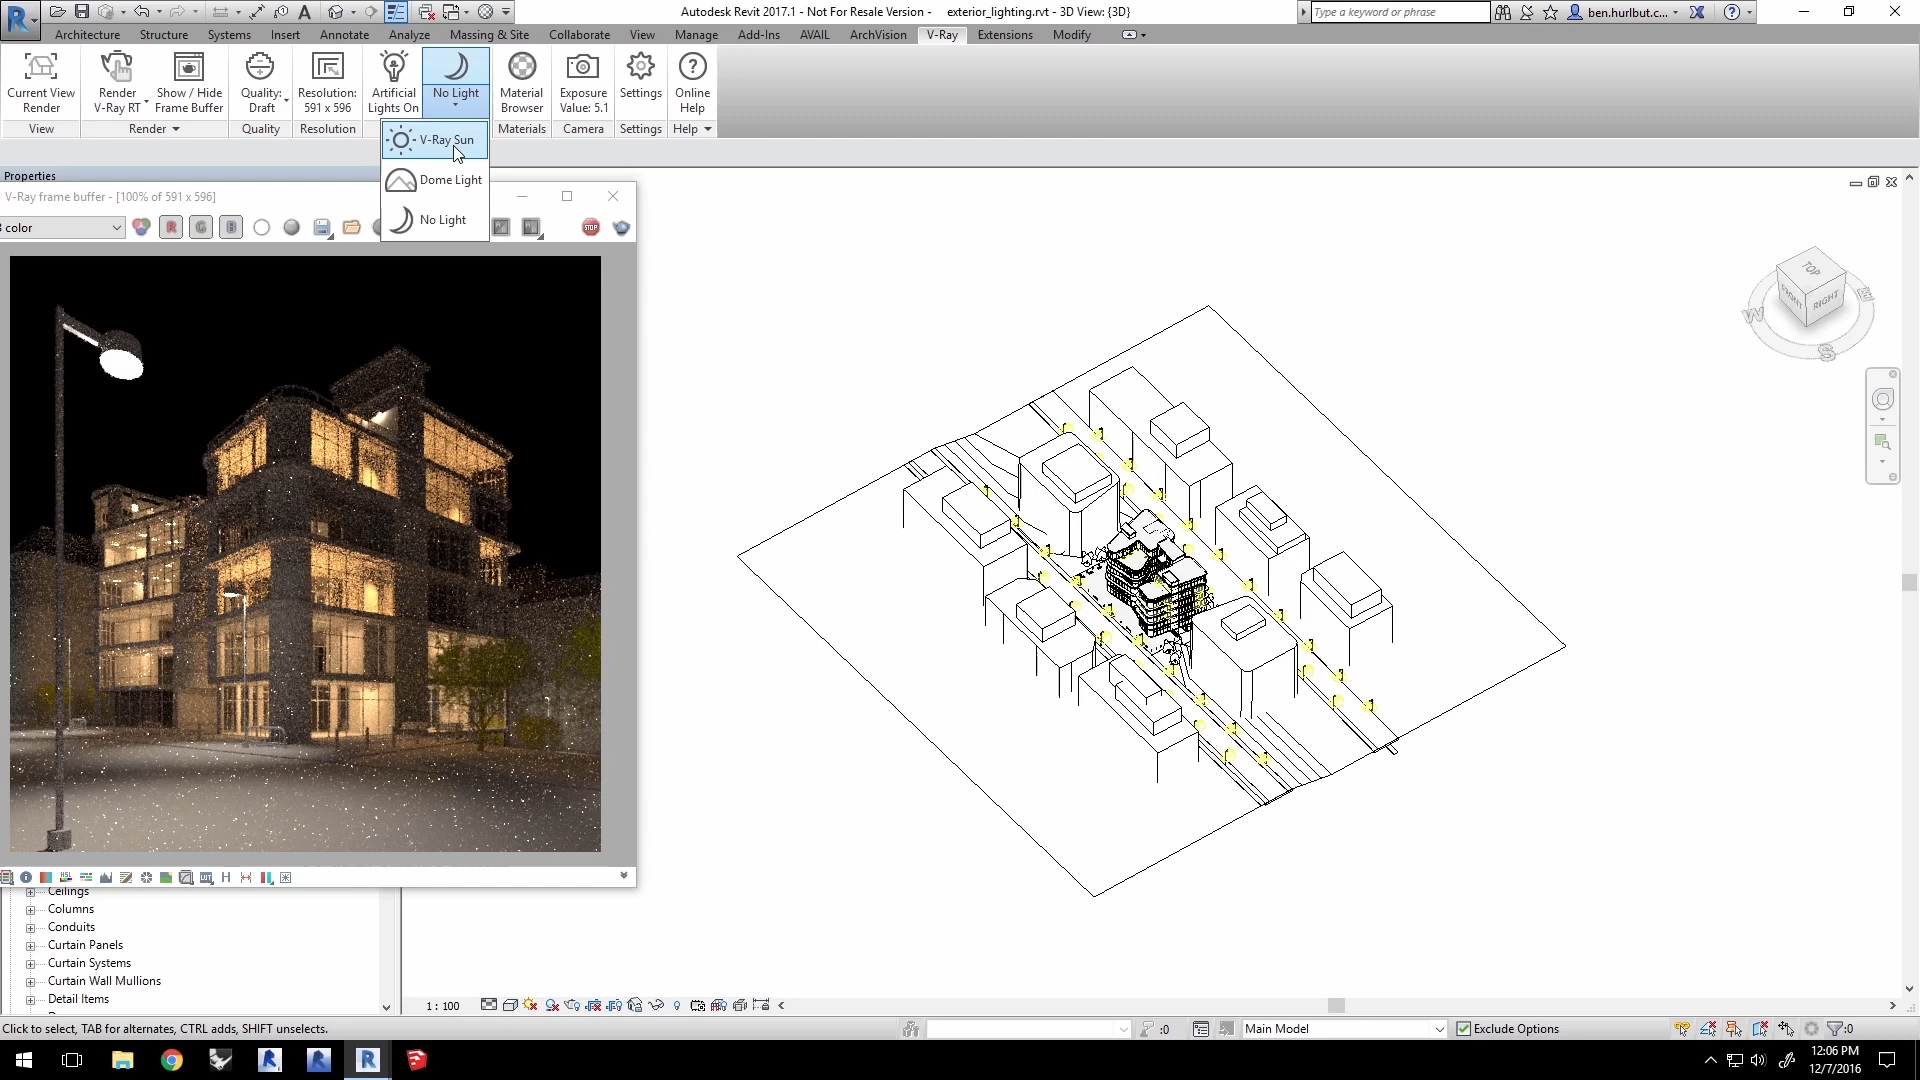 Autodesk Revit 2017.1 - Not For Resale Version - exterior_lighting.rvt - 3D View: {3D}
Type a keyword or phrase
ben.hurlbut.c...
Architecture Structure Systems Insert Annotate Analyze Massing & Site Collaborate View Manage Add-Ins AVAIL ArchVision V-Ray Extensions Modify
Current View Render
Render V-Ray RT
Show / Hide Frame Buffer
Quality: Draft
Resolution: 591 x 596
Artificial Lights On
No Light
Material Browser
Exposure Value: 5.1
Settings
Online Help
View Render Quality Resolution Materials Camera Settings Help
V-Ray Sun
Dome Light
No Light
Properties
V-Ray frame buffer - [100% of 591 x 596]
color
R G B
STOP
TOP
FRONT RIGHT
W E
S
LUT H
Ceilings
Columns
Conduits
Curtain Panels
Curtain Systems
Curtain Wall Mullions
Detail Items
1 : 100
Click to select, TAB for alternates, CTRL adds, SHIFT unselects.
:0
Main Model
Exclude Options
:0
12:06 PM
12/7/2016